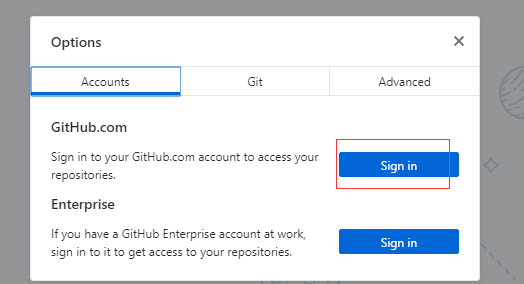 Options
Accounts
Git
Advanced
GitHub.com
Sign in to your GitHub.com account to access your
repositories.
Sign in
Enterprise
If you have a GitHub Enterprise account at work,
sign in to it to get access to your repositories.
Sign in